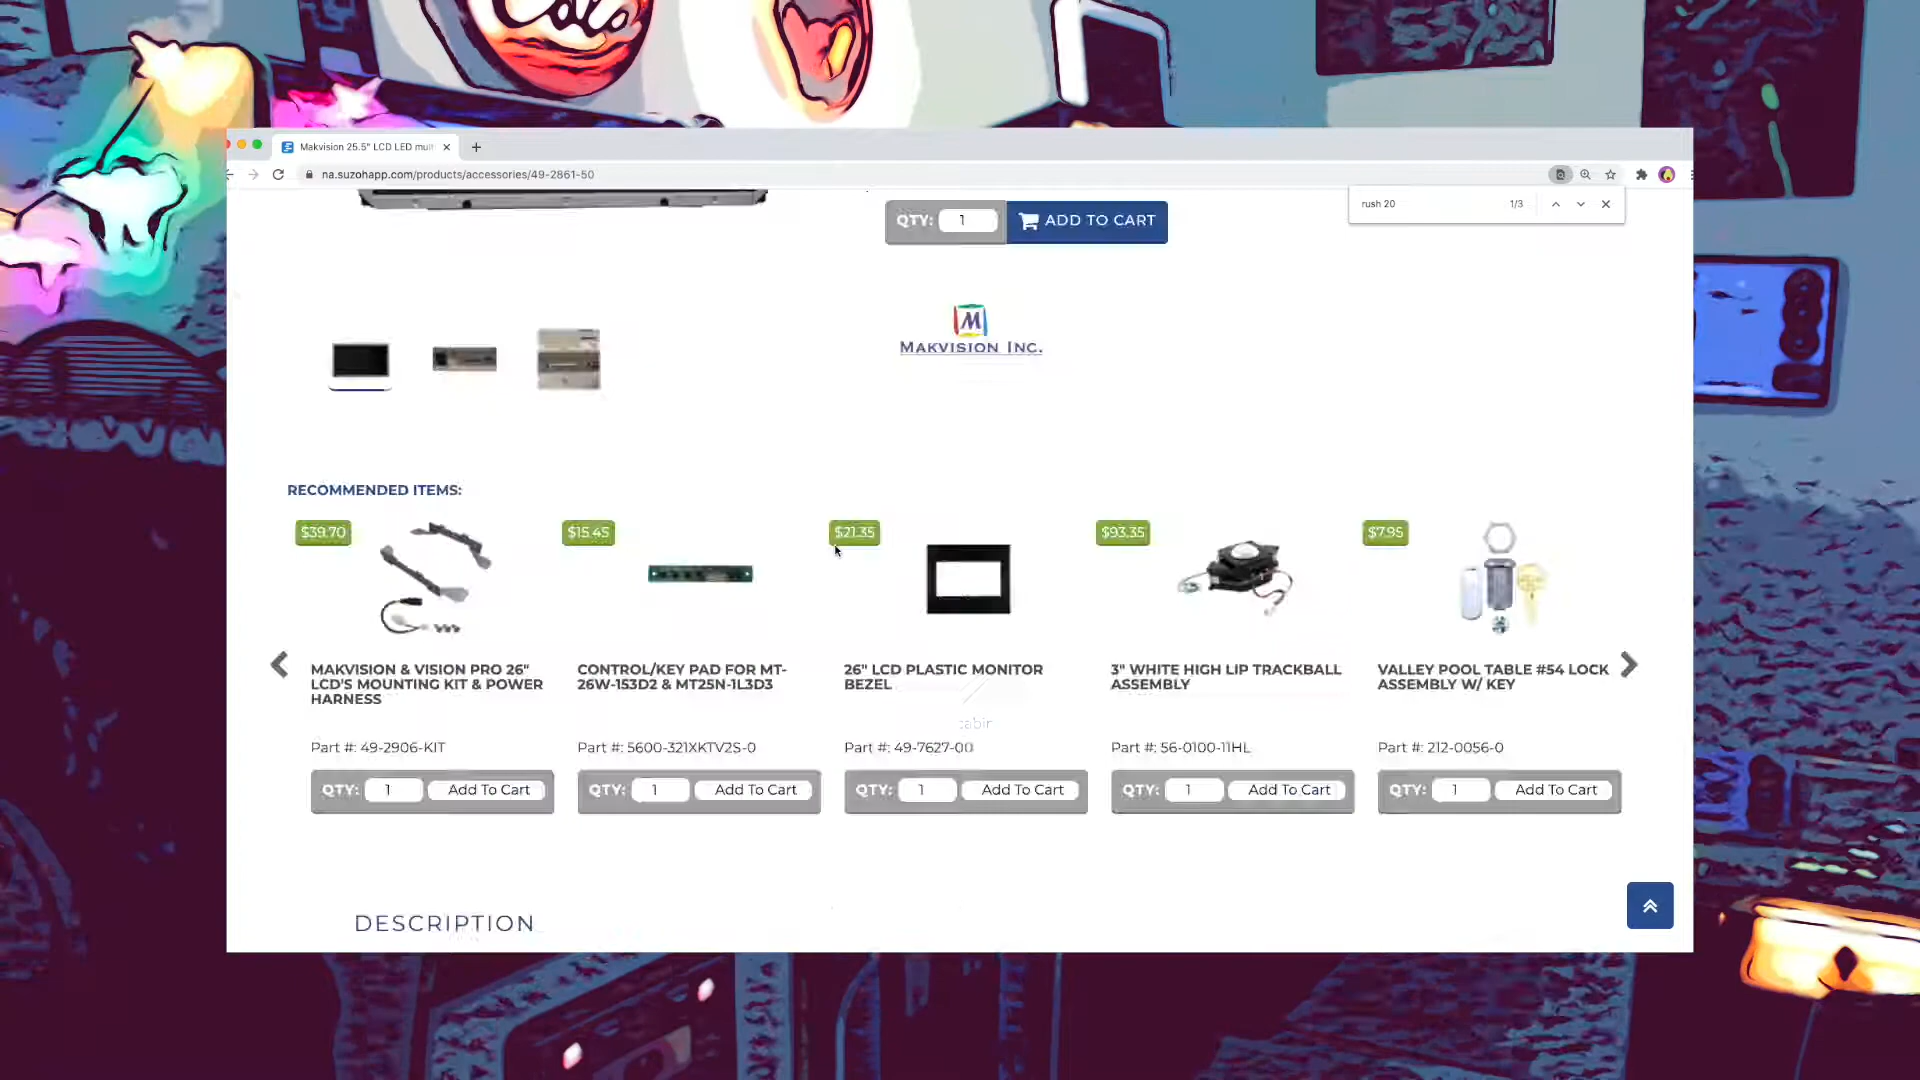 Makvision 25.5" LCD LED mult
na.suzohapp.com/products/accessories/49-2861-50
rush 20
1/3
QTY:
1
ADD TO CART
M
MAKVISION INC.
RECOMMENDED ITEMS:
$39.70
$15.45
$21.35
$93.35
$7.95
MAKVISION & VISION PRO 26"
LCD'S MOUNTING KIT & POWER
HARNESS
CONTROL/KEY PAD FOR MT-
26W-153D2 & MT25N-1L3D3
26" LCD PLASTIC MONITOR
BEZEL
3" WHITE HIGH LIP TRACKBALL
ASSEMBLY
VALLEY POOL TABLE #54 LOCK
ASSEMBLY W/ KEY
cabin
Part #: 49-2906-KIT
Part #: 5600-321XKTV2S-0
Part #: 49-7627-00
Part #: 56-0100-11HL
Part #: 212-0056-0
QTY: 1 Add To Cart
QTY: 1 Add To Cart
QTY: 1 Add To Cart
QTY: 1 Add To Cart
QTY: 1 Add To Cart
DESCRIPTION